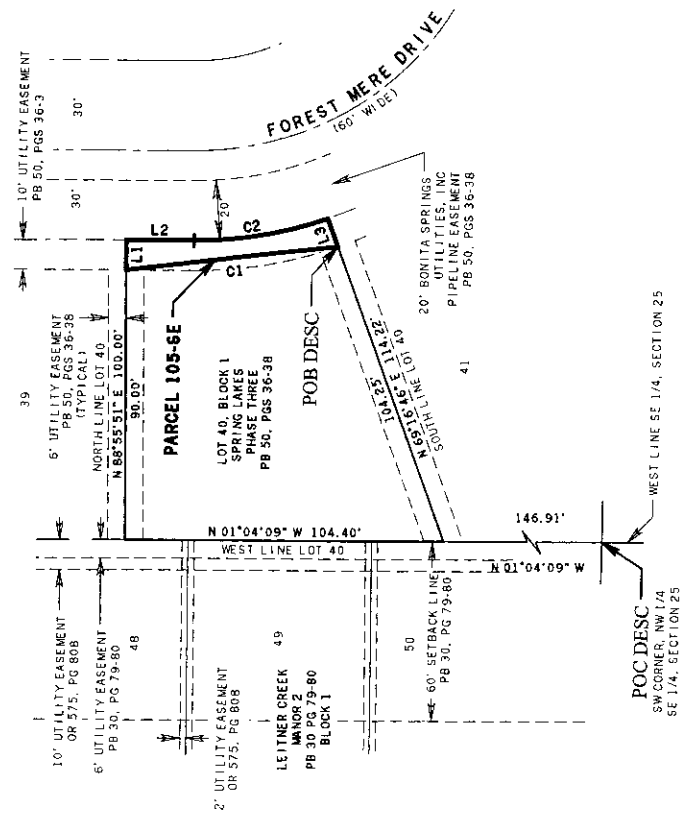 10' UTILITY EASEMENT
PB 50, PGS 36-3
30'
30'
FOREST MERE DRIVE
(60' WIDE)
20'
39
6' UTILITY EASEMENT
PB 50, PGS 36-38
(TYPICAL)
NORTH LINE LOT 40
N 88°55'51" E 100.00'
90.00'
L1
L2
C2
C1
L3
PARCEL 105-6E
LOT 40, BLOCK 1
SPRING LAKES
PHASE THREE
PB 50, PGS 36-38
POB DESC
20' BONITA SPRINGS
UTILITIES, INC
PIPELINE EASEMENT
PB 50, PGS 36-38
104.25'
N 69°16'46" E 114.22'
SOUTH LINE LOT 40
41
N 01°04'09" W 104.40'
WEST LINE LOT 40
146.91'
WEST LINE SE 1/4, SECTION 25
N 01°04'09" W
POC DESC
SW CORNER, NW 1/4
SE 1/4, SECTION 25
10' UTILITY EASEMENT
OR 575, PG 808
6' UTILITY EASEMENT
PB 30, PG 79-80
48
2' UTILITY EASEMENT
OR 575, PG 808
49
LEITNER CREEK
MANOR 2
PB 30 PG 79-80
BLOCK 1
50
60' SETBACK LINE
PB 30, PG 79-80